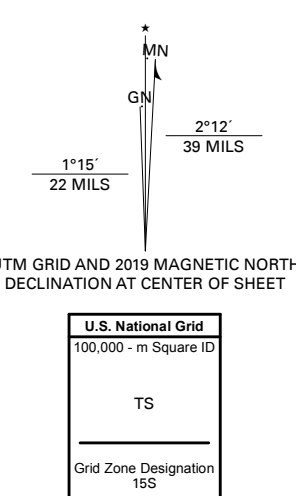 ★
MN
GN
2°12´
39 MILS
1°15´
22 MILS
UTM GRID AND 2019 MAGNETIC NORTH
DECLINATION AT CENTER OF SHEET
U.S. National Grid
100,000 - m Square ID
TS
Grid Zone Designation
15S